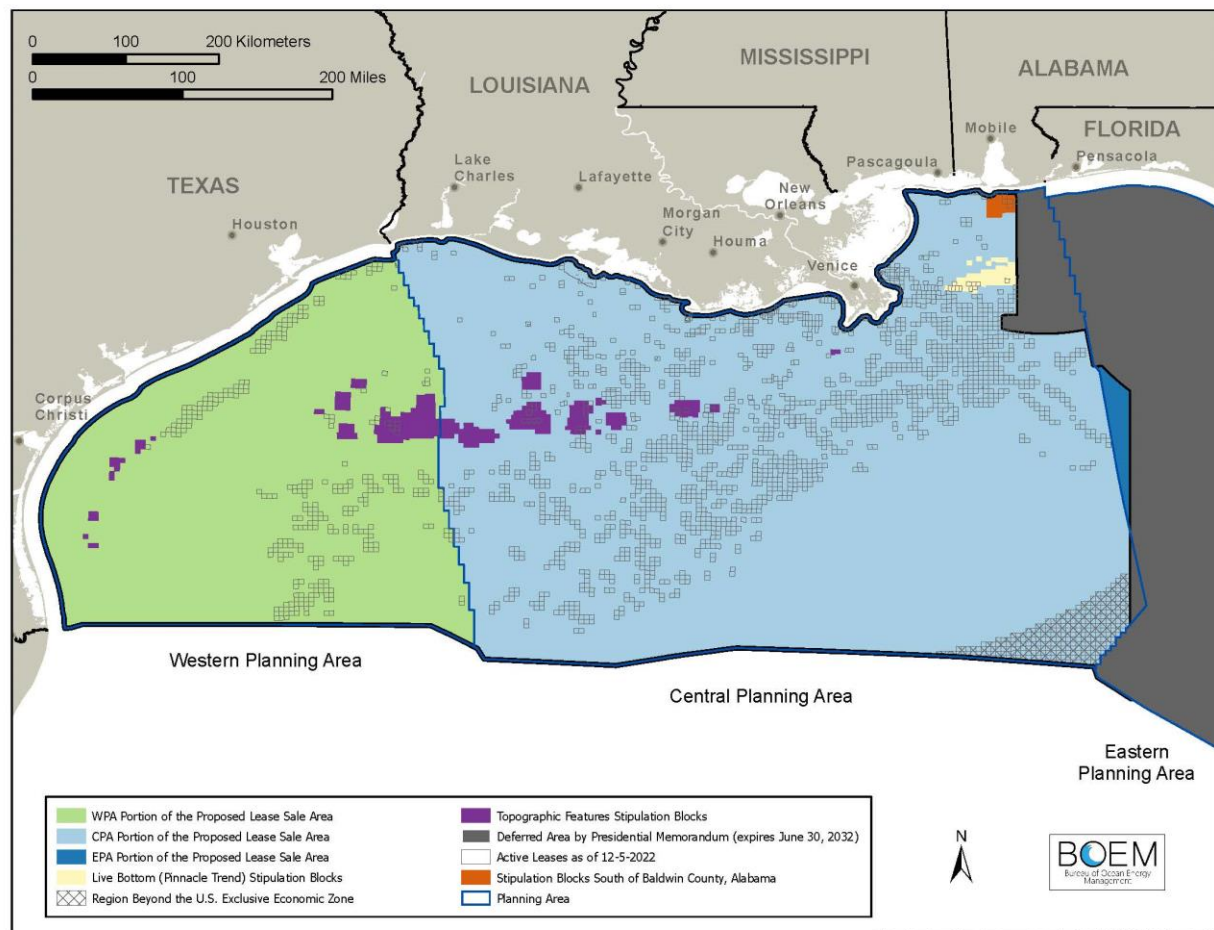 0 100 200 Kilometers
0 100 200 Miles
MISSISSIPPI
LOUISIANA
ALABAMA
FLORIDA
TEXAS
Mobile
Pensacola
Pascagoula
Lake
Charles
Lafayette
New
Orleans
Houston
Morgan
City
Houma
Venice
Corpus
Christi
Western Planning Area
Central Planning Area
Eastern
Planning Area
WPA Portion of the Proposed Lease Sale Area
CPA Portion of the Proposed Lease Sale Area
EPA Portion of the Proposed Lease Sale Area
Live Bottom (Pinnacle Trend) Stipulation Blocks
Region Beyond the U.S. Exclusive Economic Zone
Topographic Features Stipulation Blocks
Deferred Area by Presidential Memorandum (expires June 30, 2032)
Active Leases as of 12-5-2022
Stipulation Blocks South of Baldwin County, Alabama
Planning Area
N
BOEM
Bureau of Ocean Energy
Management